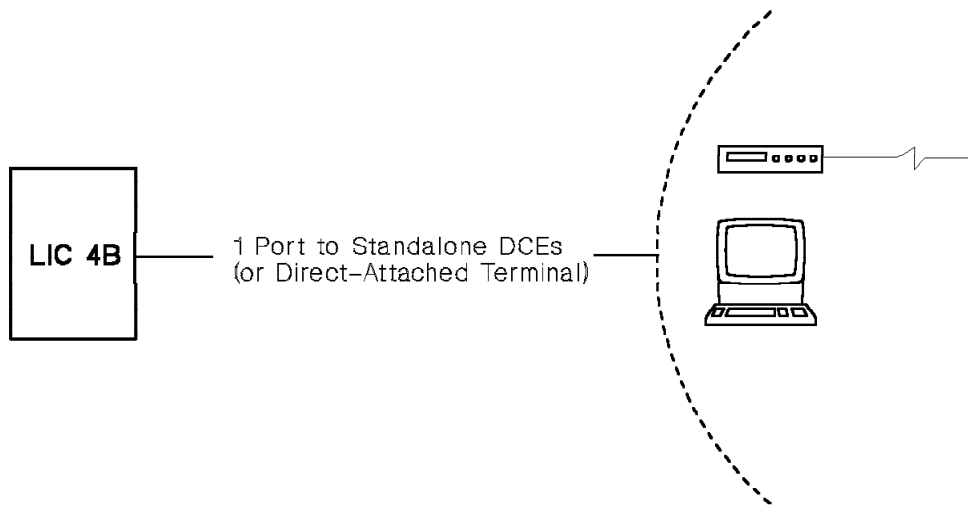 LIC 4B
1 Port to Standalone DCEs
(or Direct-Attached Terminal)